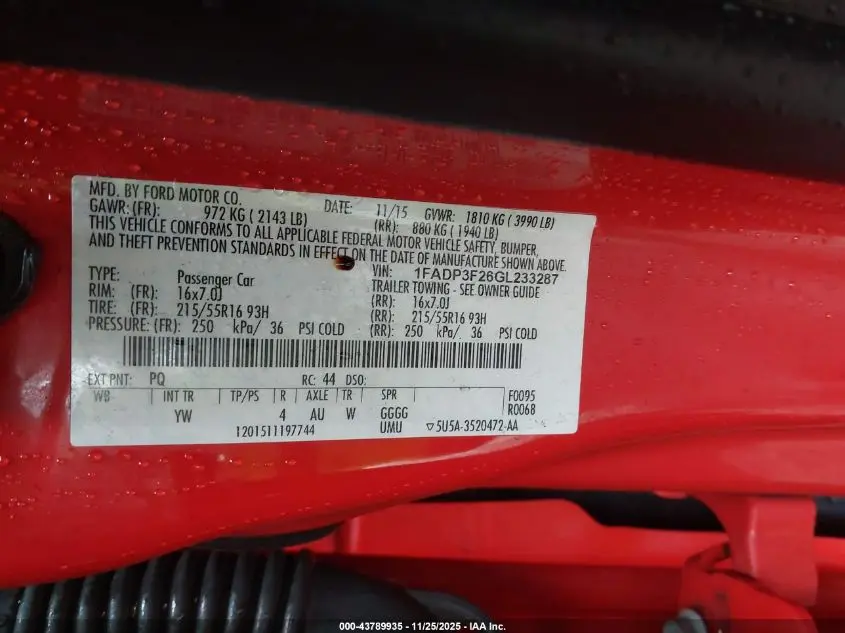 MFD. BY FORD MOTOR CO.
DATE: 11/15 GVWR: 1810 KG ( 3990 LB)
GAWR: (FR): 972 KG ( 2143 LB) (RR): 880 KG ( 1940 LB)
THIS VEHICLE CONFORMS TO ALL APPLICABLE FEDERAL MOTOR VEHICLE SAFETY, BUMPER,
AND THEFT PREVENTION STANDARDS IN EFFECT ON THE DATE OF MANUFACTURE SHOWN ABOVE.
VIN: 1FADP3F26GL233287
TYPE: Passenger Car TRAILER TOWING - SEE OWNER GUIDE
RIM: (FR): 16x7.0J (RR): 16x7.0J
TIRE: (FR): 215/55R16 93H (RR): 215/55R16 93H
PRESSURE: (FR): 250 kPa/ 36 PSI COLD (RR): 250 kPa/ 36 PSI COLD
EXT PNT: PQ RC: 44 DSO:
WB INT TR TP/PS R AXLE TR SPR F0095
YW 4 AU W GGGG R0068
1201511197744 UMU ▽5U5A-3520472-AA
000-43789935 - 11/25/2025 - IAA Inc.